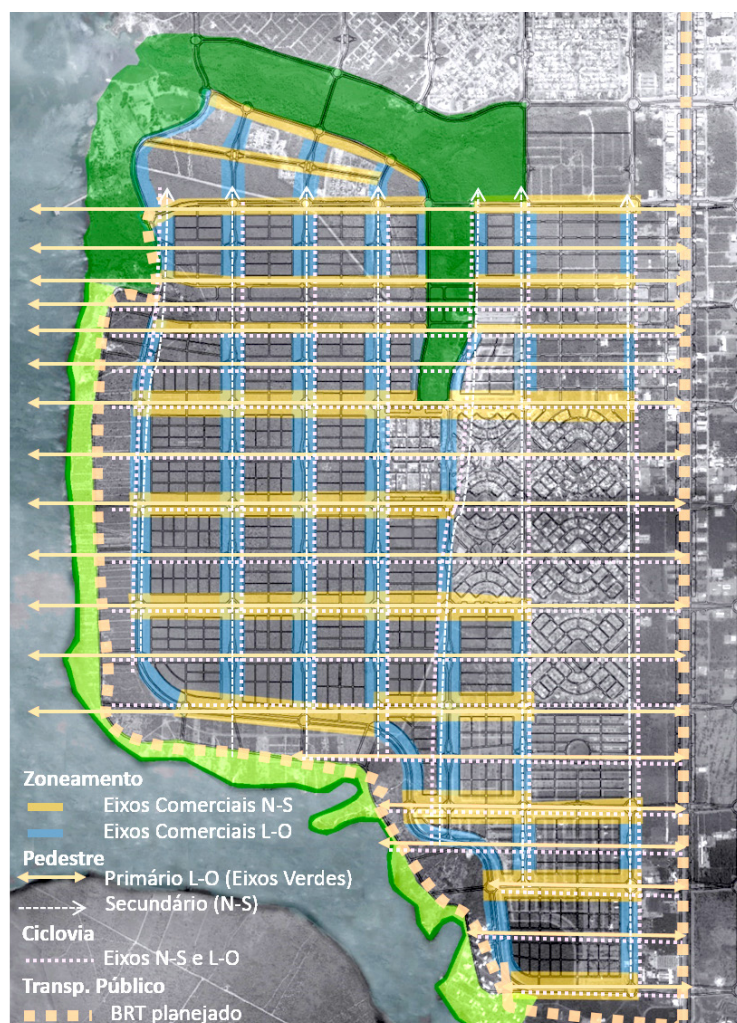 Zoneamento
Eixos Comerciais N-S
Eixos Comerciais L-O
Pedestre
Primário L-O (Eixos Verdes)
Secundário (N-S)
Ciclovia
Eixos N-S e L-O
Transp. Público
BRT planejado